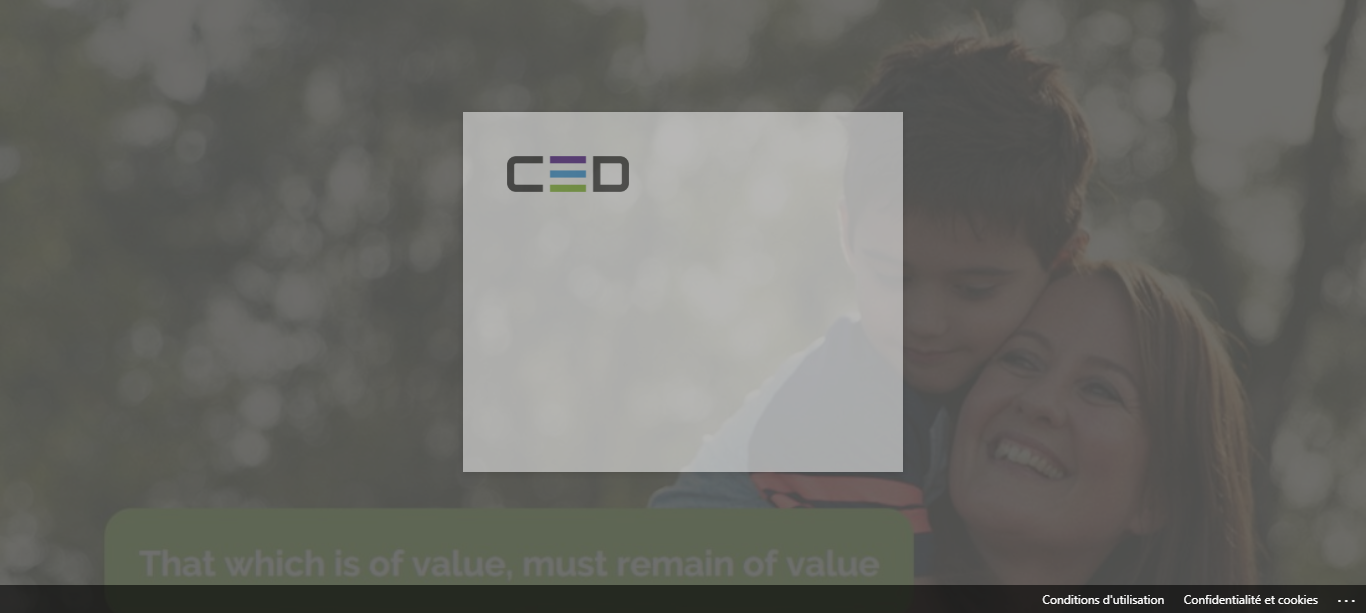 CED
That which is of value, must remain of value
Conditions d'utilisation Confidentialité et cookies ...